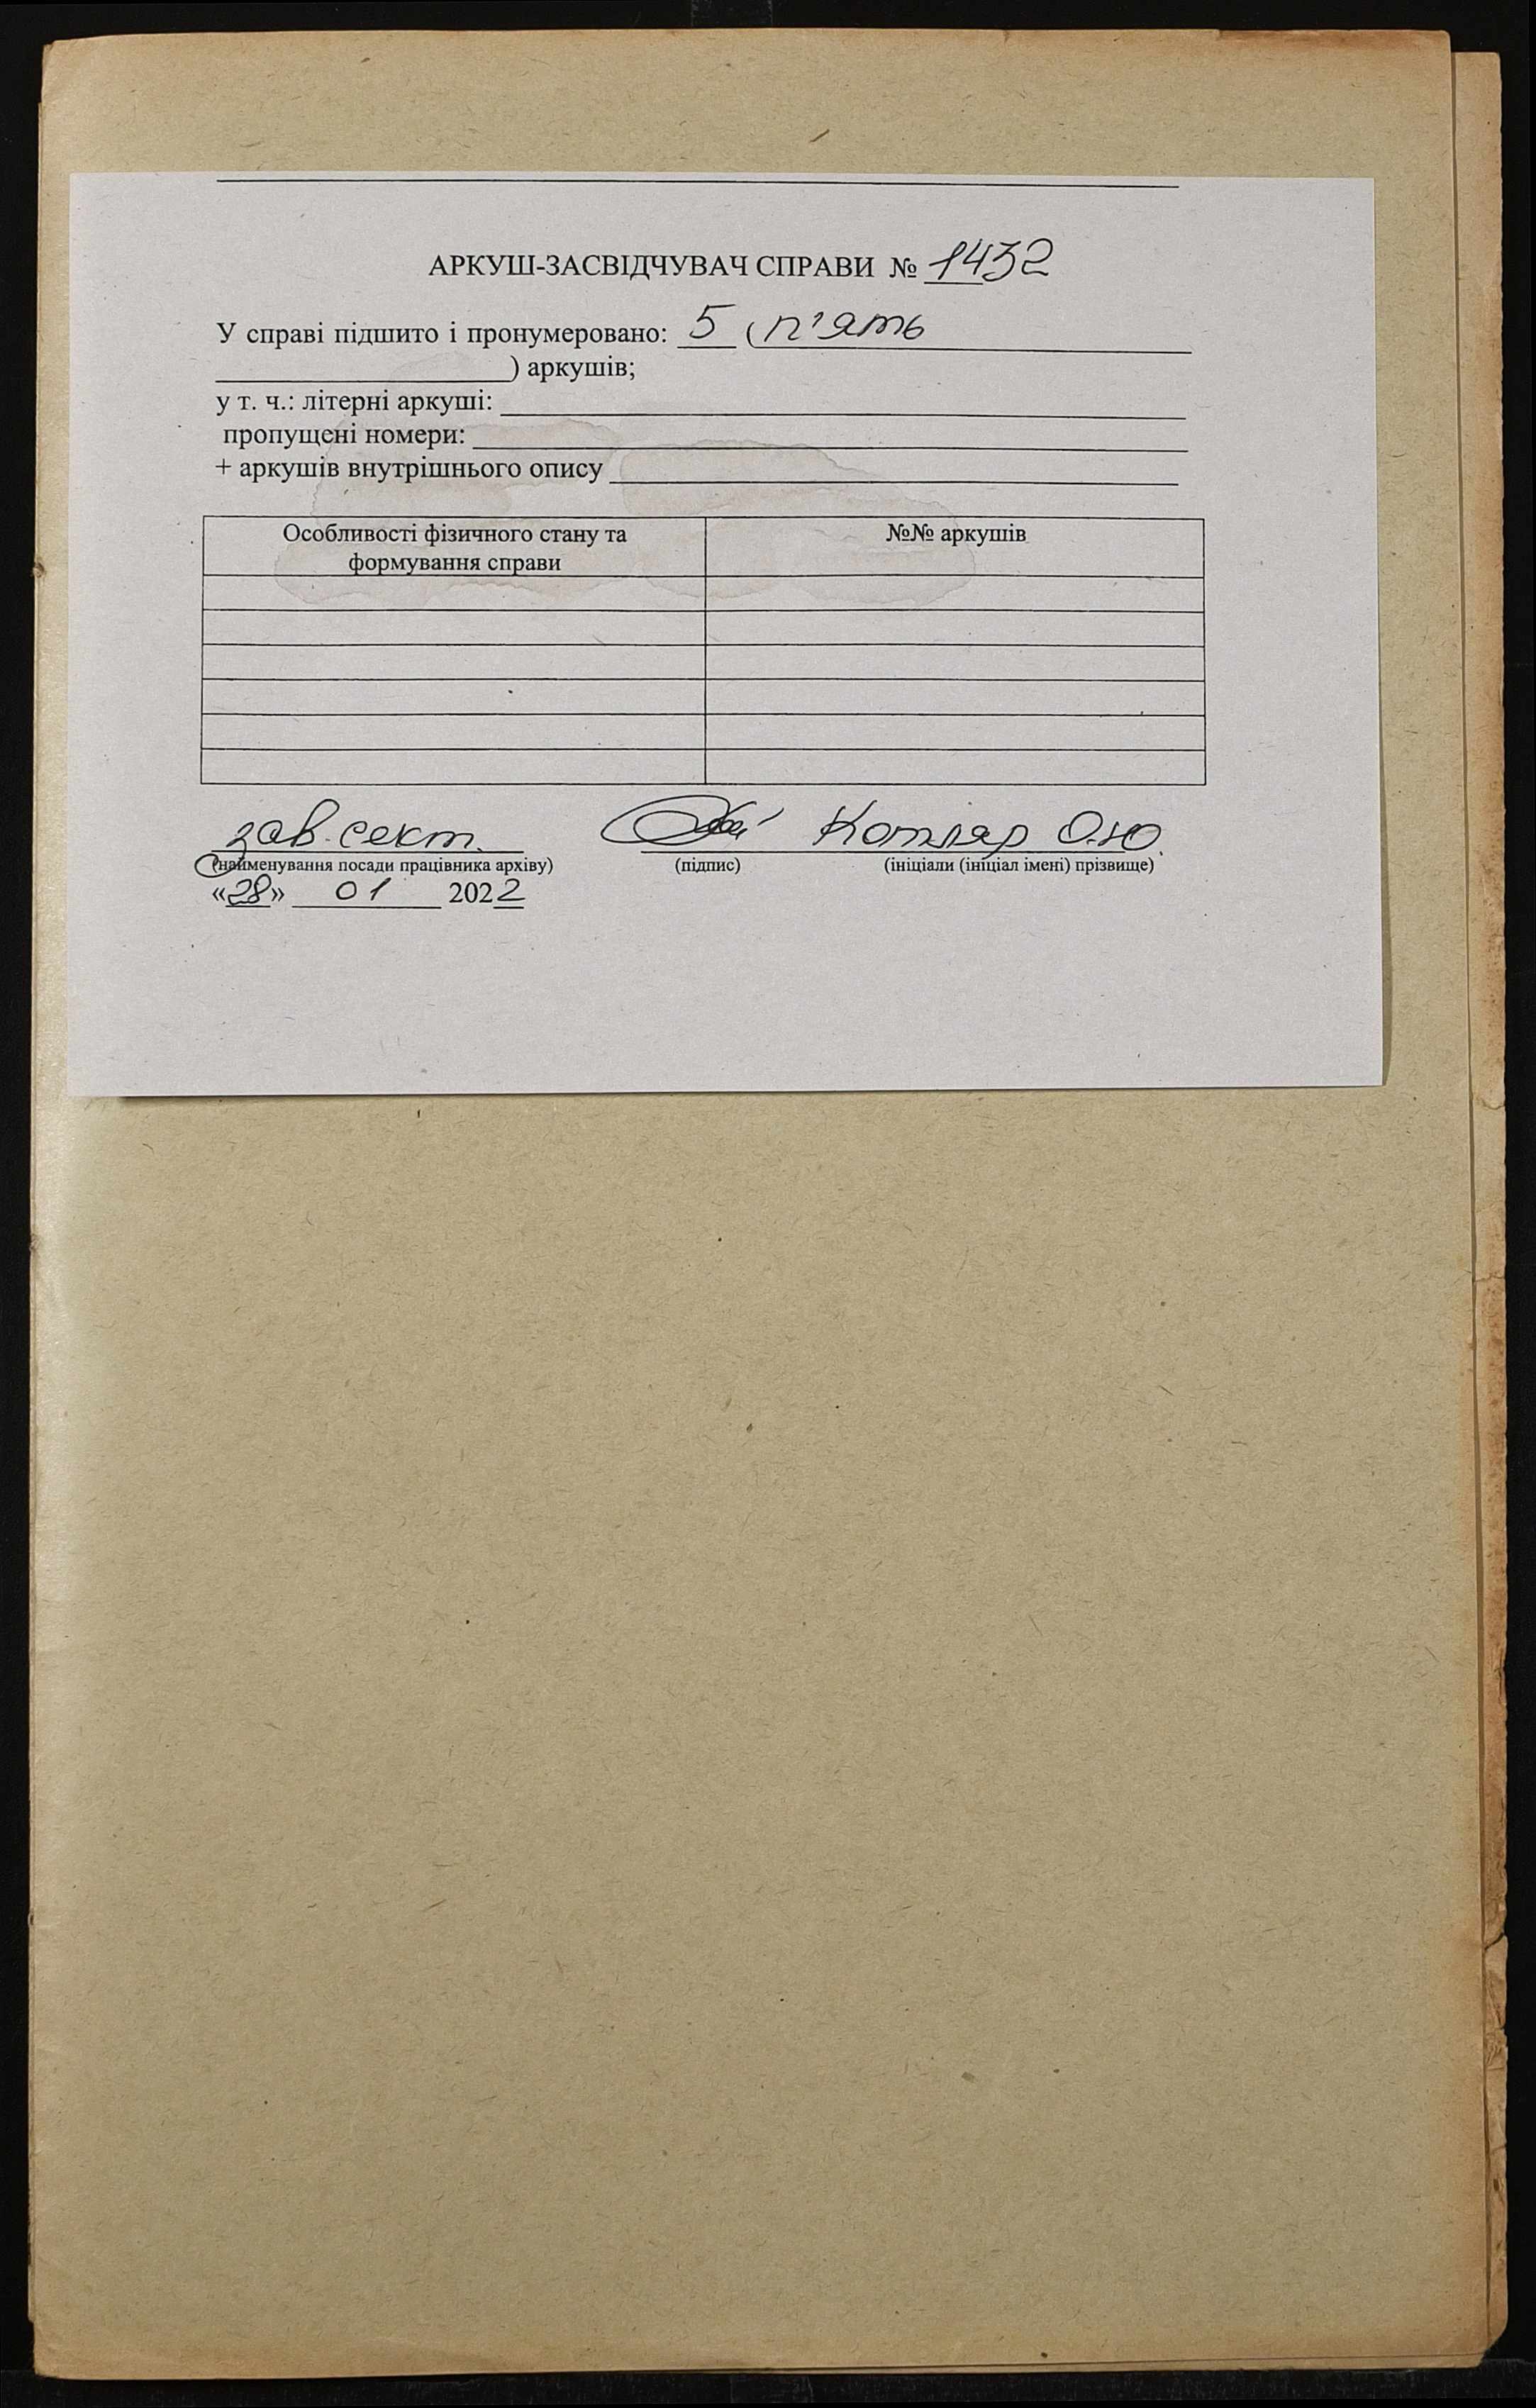 АРКУШ-ЗАСВІДЧУВАЧ СПРАВИ № 1432
У справі підшито і пронумеровано: 5 (п'ять
) аркушів;
у т. ч.: літерні аркуші:
пропущені номери:
+ аркушів внутрішнього опису
Особливості фізичного стану та формування справи
№№ аркушів
зав. сект. Котляр О.Ю.
(найменування посади працівника архіву) (підпис) (ініціали (ініціал імені) прізвище)
«28» 01 2022